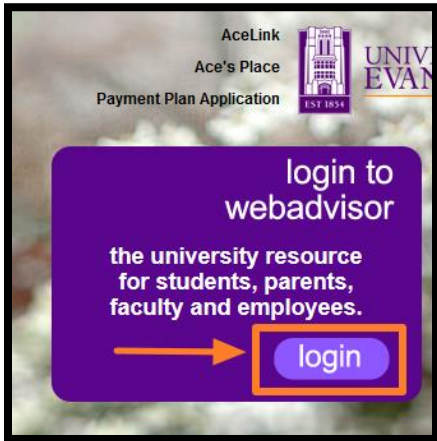 AceLink
Ace's Place
Payment Plan Application
EST 1854
UNIV
EVAN
login to
webadvisor
the university resource
for students, parents,
faculty and employees.
login